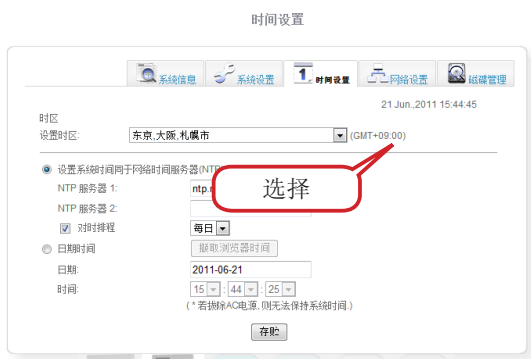 时间设置
系统信息 系统设置 时间设置 网络设置 磁碟管理
21 Jun.,2011 15:44:45
时区
设置时区: 东京,大阪,札幌市 (GMT+09:00)
设置系统时间同于网络时间服务器(NTP
NTP 服务器 1: ntp.
选择
NTP 服务器 2:
对时排程 每日
日期时间 撷取浏览器时间
日期: 2011-06-21
时间: 15 : 44 : 25
(*若拔除AC电源,则无法保持系统时间.)
存贮